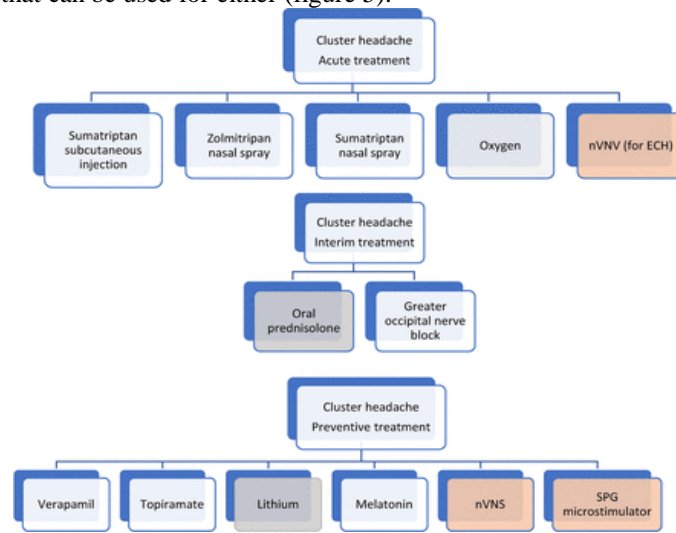 that can be used for either (figure 3).
Cluster headache
Acute treatment
Sumatriptan
subcutaneous
injection
Zolmitripan
nasal spray
Sumatriptan
nasal spray
Oxygen
nVNV (for ECH)
Cluster headache
Interim treatment
Oral
prednisolone
Greater
occipital nerve
block
Cluster headache
Preventive treatment
Verapamil
Topiramate
Lithium
Melatonin
nVNS
SPG
microstimulator